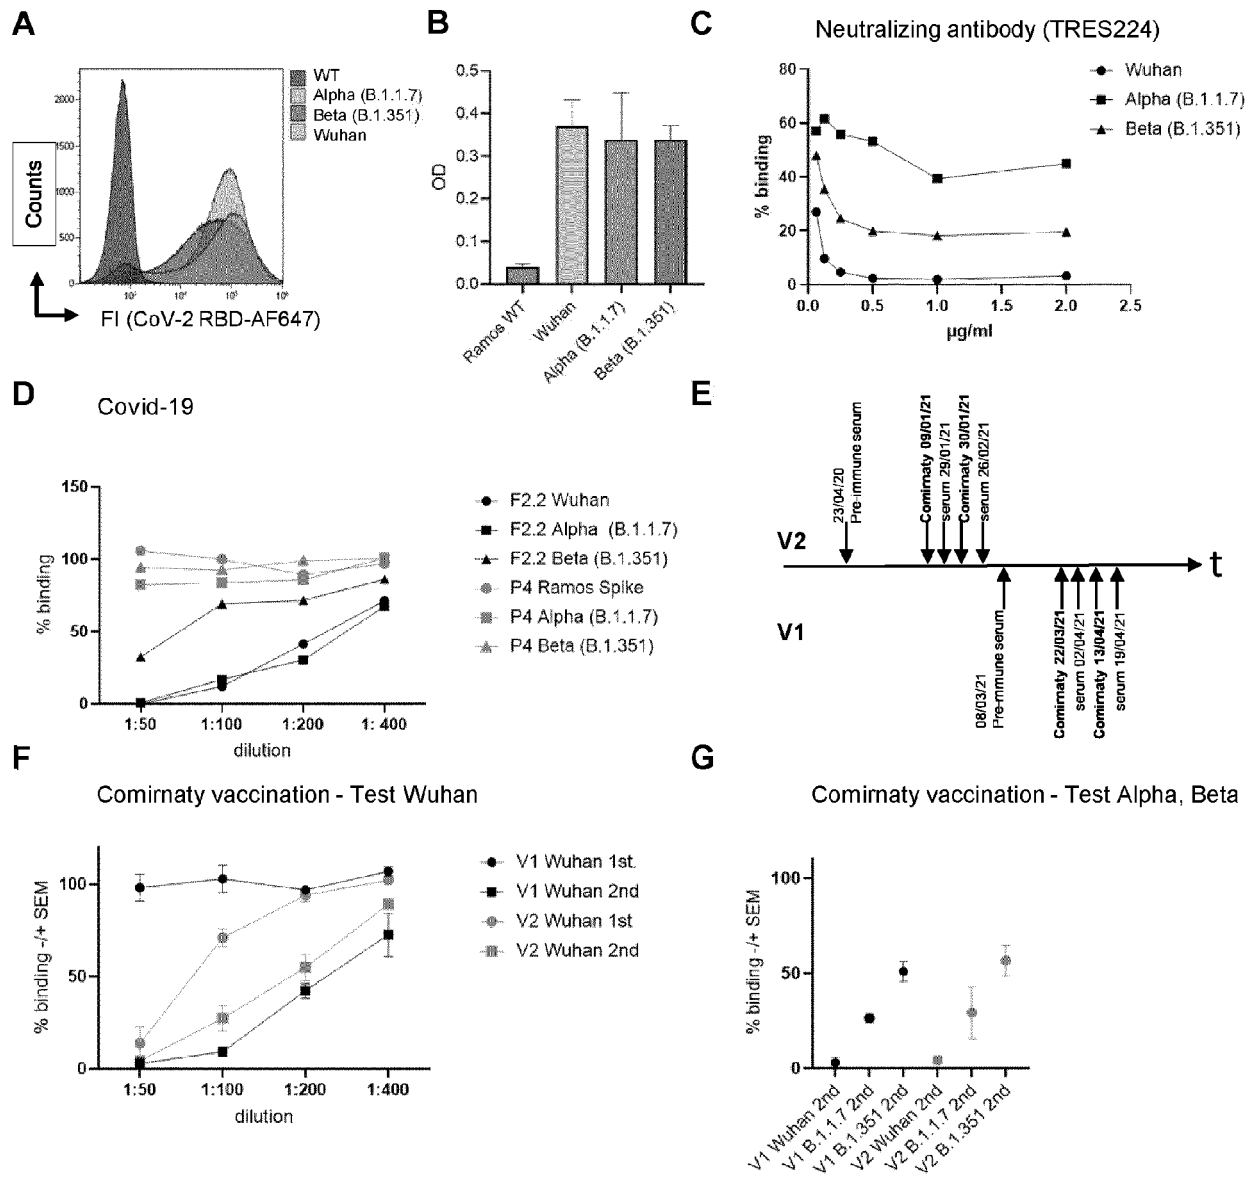 A
WT
Alpha (B.1.1.7)
Beta (B.1.351)
Wuhan
2000
1500
1000
500
0
Counts
FI (CoV-2 RBD-AF647)
B
0.5
0.4
0.3
0.2
0.1
0.0
OD
Ramos WT
Wuhan
Alpha (B.1.1.7)
Beta (B.1.351)
C
Neutralizing antibody (TRES224)
80
60
40
20
0
% binding
0.0
0.5
1.0
1.5
2.0
2.5
µg/ml
Wuhan
Alpha (B.1.1.7)
Beta (B.1.351)
D
Covid-19
150
100
50
0
% binding
1:50
1:100
1:200
1: 400
dilution
F2.2 Wuhan
F2.2 Alpha (B.1.1.7)
F2.2 Beta (B.1.351)
P4 Ramos Spike
P4 Alpha (B.1.1.7)
P4 Beta (B.1.351)
E
V2
23/04/20
Pre-immune serum
Comirnaty 09/01/21
serum 29/01/21
Comirnaty 30/01/21
serum 26/02/21
t
V1
08/03/21
Pre-immune serum
Comirnaty 22/03/21
serum 02/04/21
Comirnaty 13/04/21
serum 19/04/21
F
Comirnaty vaccination - Test Wuhan
100
50
0
% binding -/+ SEM
1:50
1:100
1:200
1:400
dilution
V1 Wuhan 1st.
V1 Wuhan 2nd
V2 Wuhan 1st
V2 Wuhan 2nd
G
Comirnaty vaccination - Test Alpha, Beta
100
50
0
% binding -/+ SEM
V1 Wuhan 2nd
V1 B.1.1.7 2nd
V1 B.1.351 2nd
V2 Wuhan 2nd
V2 B.1.1.7 2nd
V2 B.1.351 2nd